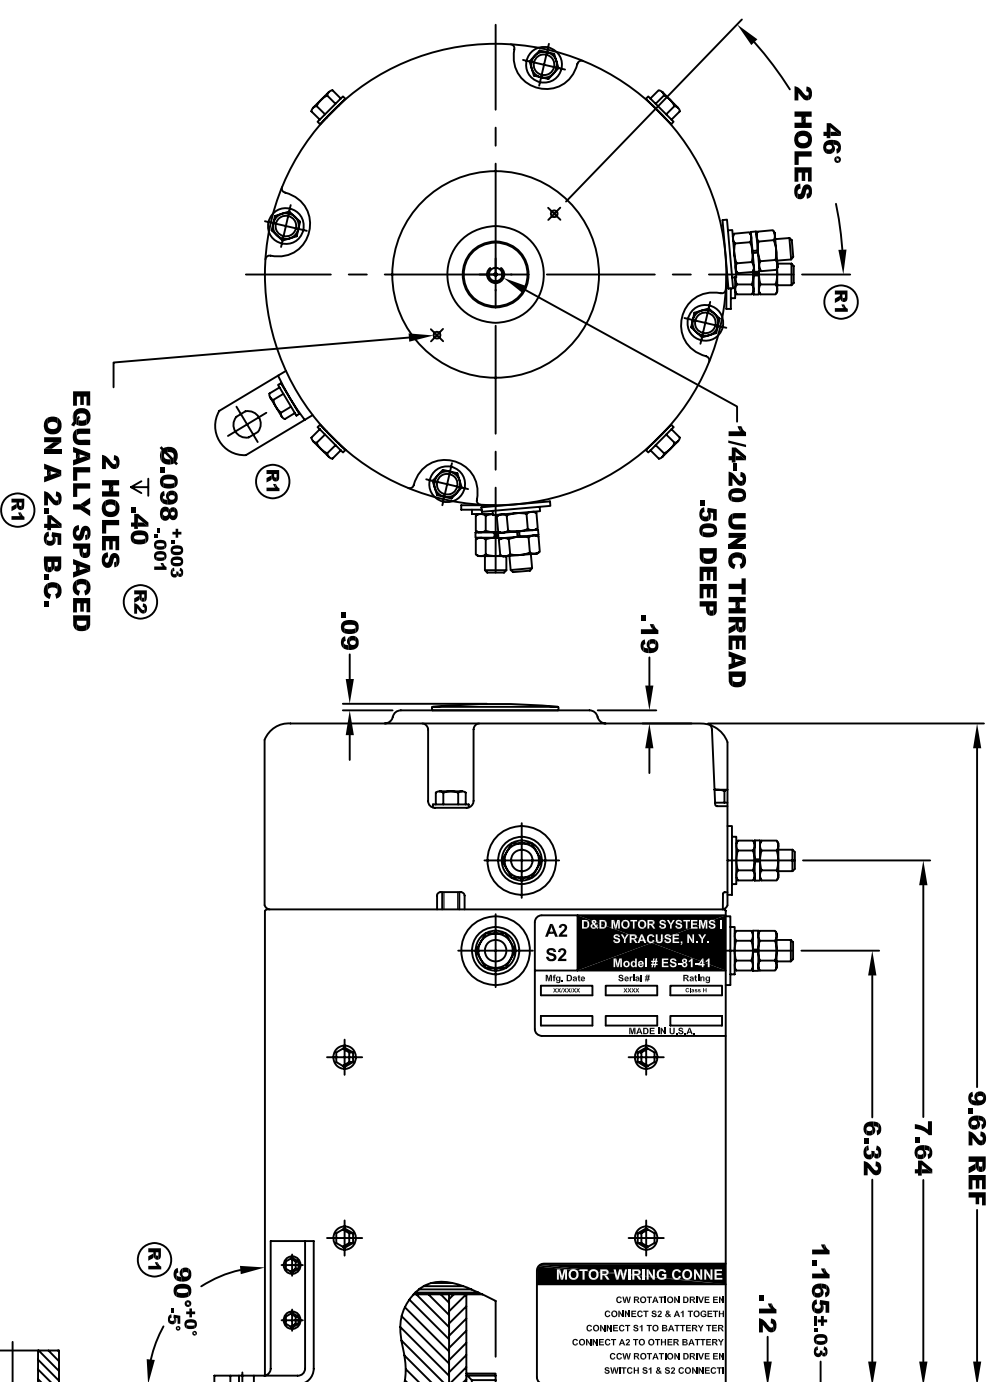 46°
2 HOLES
R1
1/4-20 UNC THREAD
.50 DEEP
R1
Ø.098 +.003
-.001
2 HOLES
↧ .40
R2
EQUALLY SPACED
ON A 2.45 B.C.
R1
.09
.19
9.62 REF
7.64
6.32
1.165±.03
.12
A2
S2
D&D MOTOR SYSTEMS I
SYRACUSE, N.Y.
Model # ES-81-41
Mfg. Date Serial # Rating
XX/XX/XX XXXX Class H
MADE IN U.S.A.
MOTOR WIRING CONNE
CW ROTATION DRIVE EN
CONNECT S2 & A1 TOGETH
CONNECT S1 TO BATTERY TER
CONNECT A2 TO OTHER BATTERY
CCW ROTATION DRIVE EN
SWITCH S1 & S2 CONNECTI
90° +0°
-5°
R1